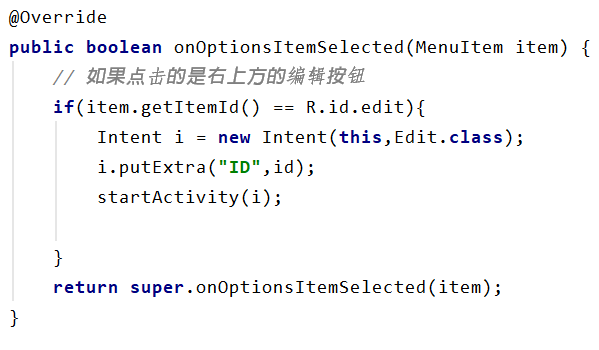 @Override
public boolean onOptionsItemSelected(MenuItem item) {
// 如果点击的是右上方的编辑按钮
if(item.getItemId() == R.id.edit){
Intent i = new Intent(this,Edit.class);
i.putExtra("ID",id);
startActivity(i);
}
return super.onOptionsItemSelected(item);
}